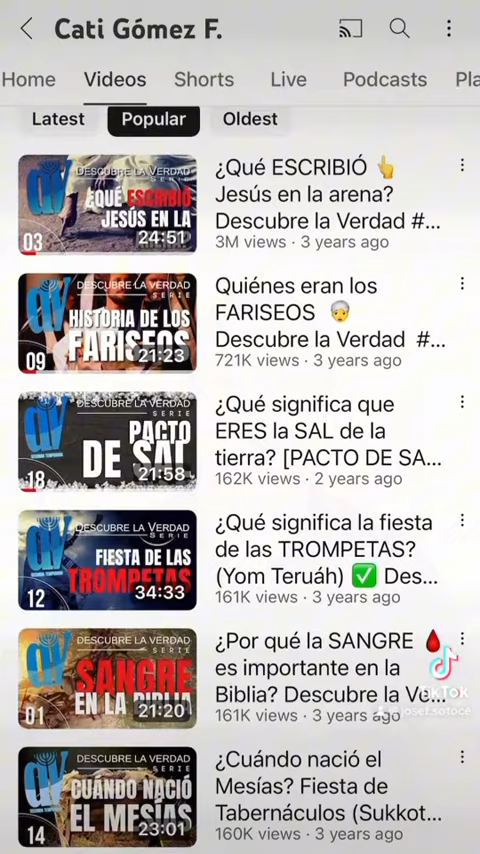 Cati Gómez F.
Home Videos Shorts Live Podcasts Pla
Latest Popular Oldest
DESCUBRE LA VERDAD
SERIE
¿QUÉ ESCRIBIÓ
JESÚS EN LA
03
24:51
¿Qué ESCRIBIÓ 👆
Jesús en la arena?
Descubre la Verdad #...
3M views · 3 years ago
DESCUBRE LA VERDAD
SERIE
HISTORIA DE LOS
FARISEOS
09
21:23
Quiénes eran los
FARISEOS 👳
Descubre la Verdad #...
721K views · 3 years ago
DESCUBRE LA VERDAD
SERIE
PACTO
DE SAL
18
21:58
¿Qué significa que
ERES la SAL de la
tierra? [PACTO DE SA...
162K views · 2 years ago
DESCUBRE LA VERDAD
SERIE
FIESTA DE LAS
TROMPETAS
12
34:33
¿Qué significa la fiesta
de las TROMPETAS?
(Yom Teruáh) ✅ Des...
161K views · 3 years ago
DESCUBRE LA VERDAD
SERIE
SANGRE
EN LA BIBLIA
01
21:20
¿Por qué la SANGRE 🩸
es importante en la
Biblia? Descubre la Ve...
161K views · 3 years ago
DESCUBRE LA VERDAD
SERIE
CUÁNDO NACIÓ
EL MESÍAS
14
23:01
¿Cuándo nació el
Mesías? Fiesta de
Tabernáculos (Sukkot...
160K views · 3 years ago